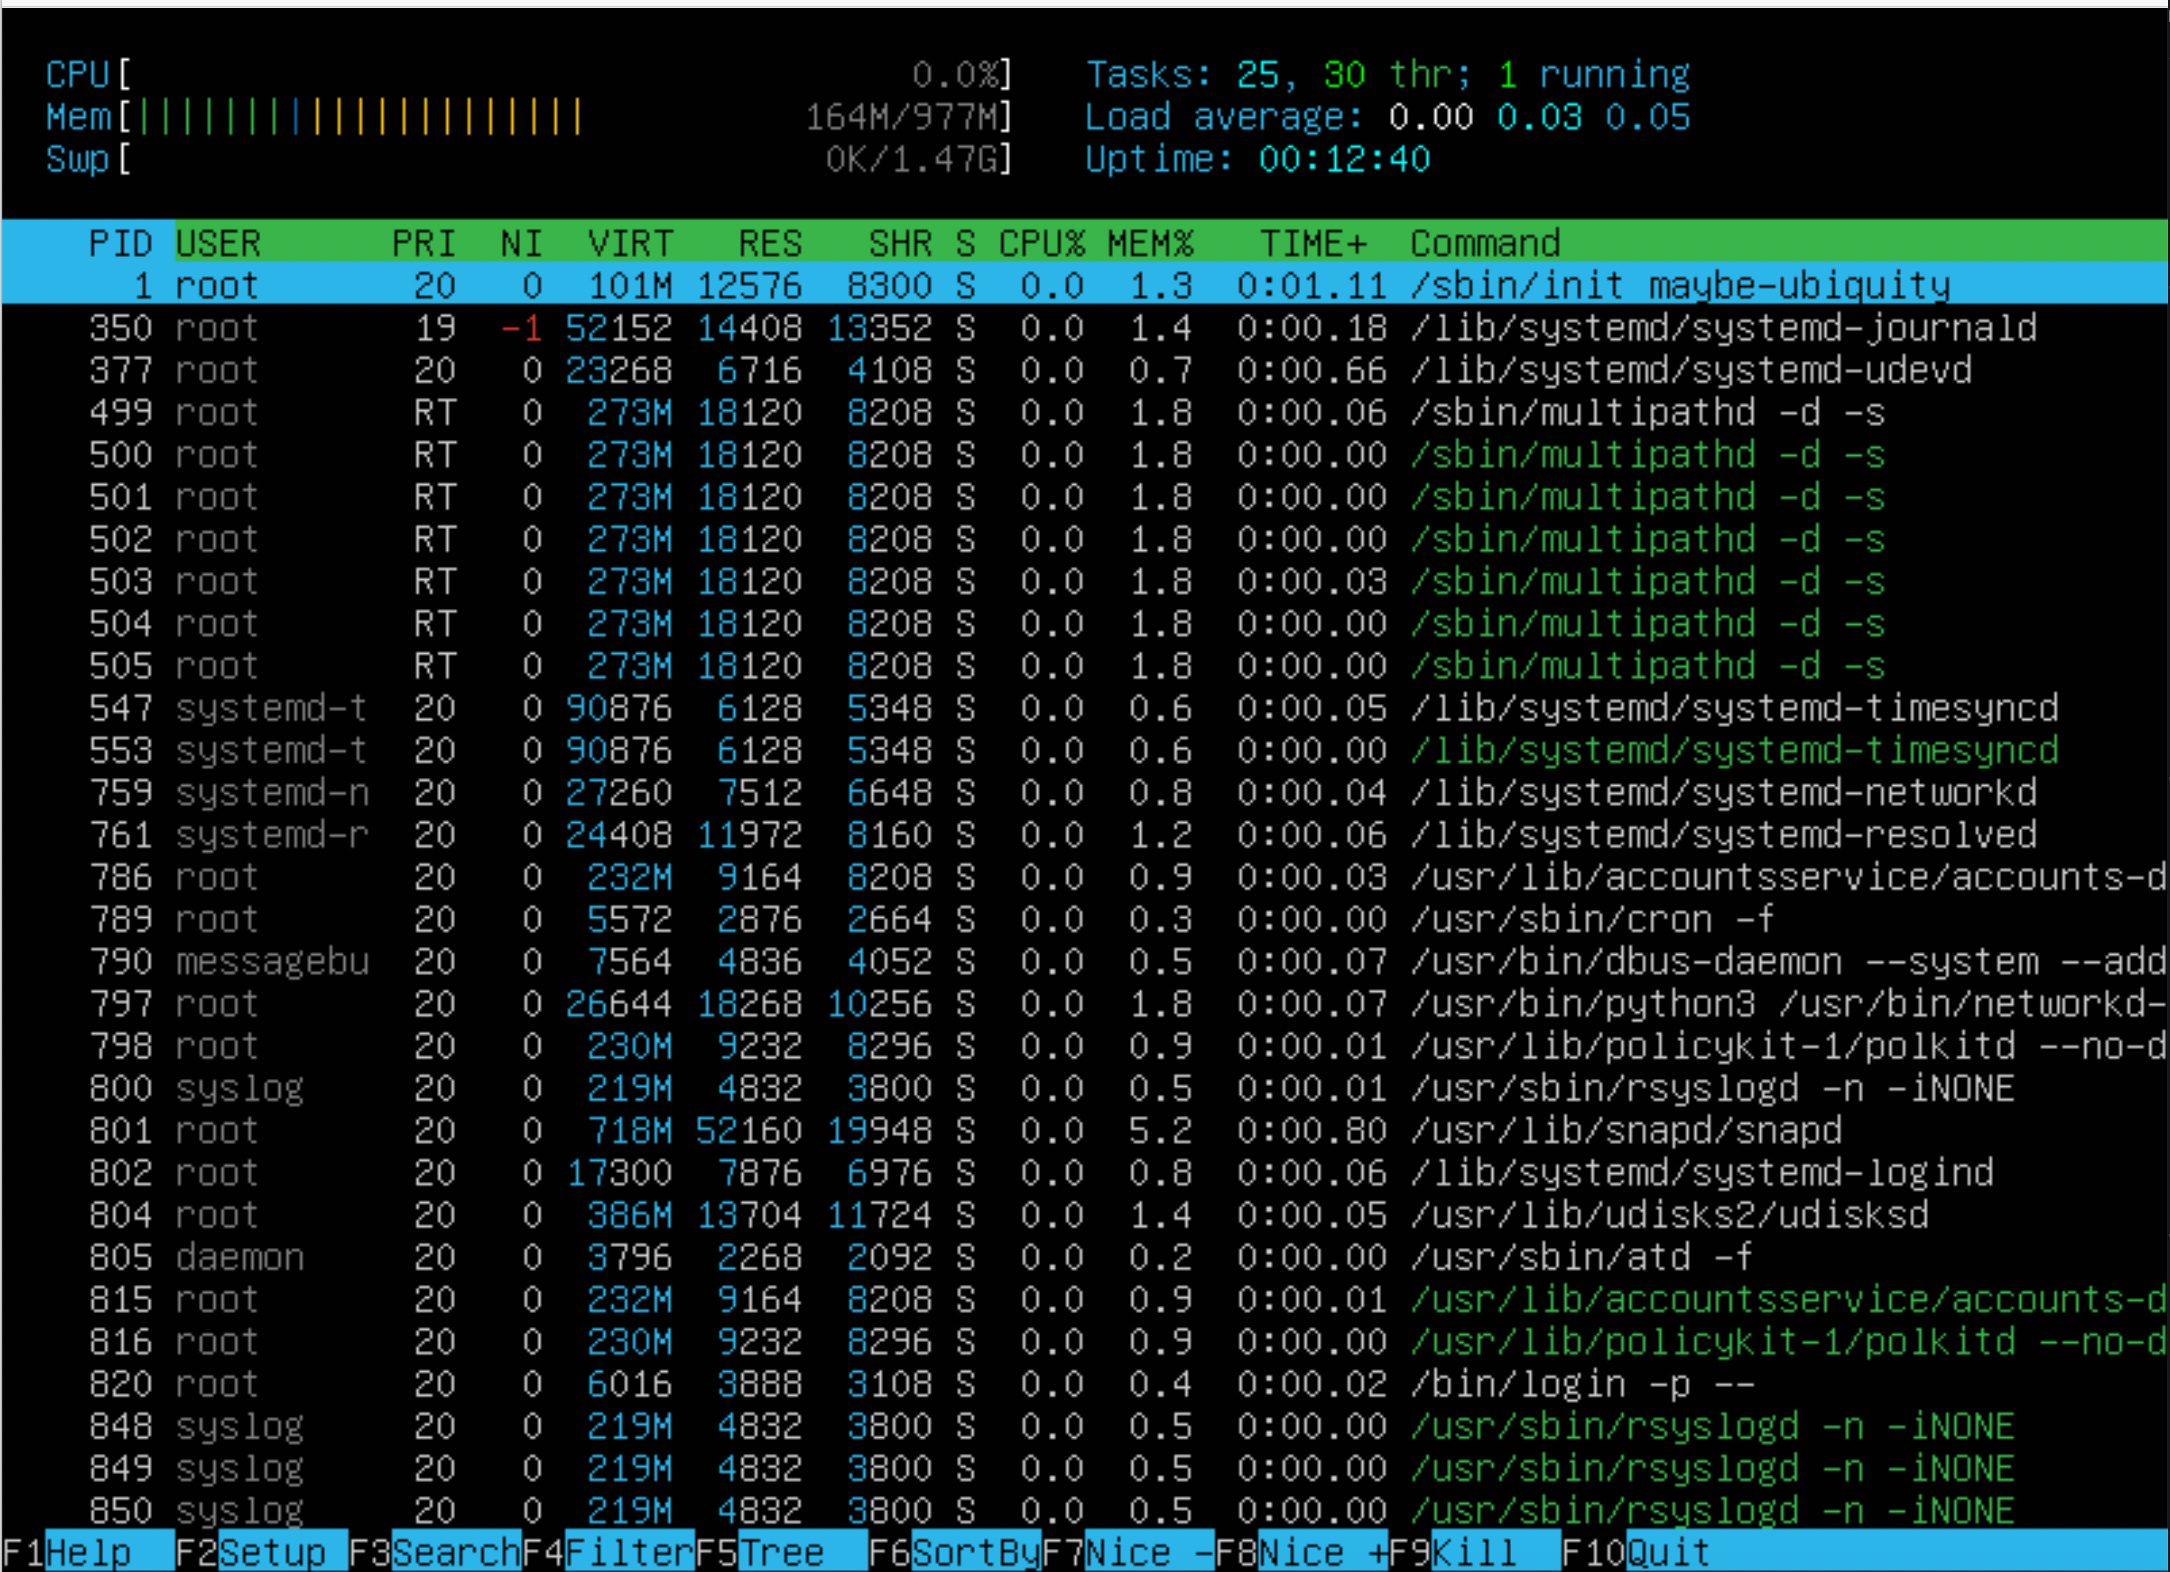 CPU[ 0.0%] Tasks: 25, 30 thr; 1 running
Mem[||||||||||||||||||||| 164M/977M] Load average: 0.00 0.03 0.05
Swp[ 0K/1.47G] Uptime: 00:12:40
PID USER PRI NI VIRT RES SHR S CPU% MEM% TIME+ Command
1 root 20 0 101M 12576 8300 S 0.0 1.3 0:01.11 /sbin/init maybe-ubiquity
350 root 19 -1 52152 14408 13352 S 0.0 1.4 0:00.18 /lib/systemd/systemd-journald
377 root 20 0 23268 6716 4108 S 0.0 0.7 0:00.66 /lib/systemd/systemd-udevd
499 root RT 0 273M 18120 8208 S 0.0 1.8 0:00.06 /sbin/multipathd -d -s
500 root RT 0 273M 18120 8208 S 0.0 1.8 0:00.00 /sbin/multipathd -d -s
501 root RT 0 273M 18120 8208 S 0.0 1.8 0:00.00 /sbin/multipathd -d -s
502 root RT 0 273M 18120 8208 S 0.0 1.8 0:00.00 /sbin/multipathd -d -s
503 root RT 0 273M 18120 8208 S 0.0 1.8 0:00.03 /sbin/multipathd -d -s
504 root RT 0 273M 18120 8208 S 0.0 1.8 0:00.00 /sbin/multipathd -d -s
505 root RT 0 273M 18120 8208 S 0.0 1.8 0:00.00 /sbin/multipathd -d -s
547 systemd-t 20 0 90876 6128 5348 S 0.0 0.6 0:00.05 /lib/systemd/systemd-timesyncd
553 systemd-t 20 0 90876 6128 5348 S 0.0 0.6 0:00.00 /lib/systemd/systemd-timesyncd
759 systemd-n 20 0 27260 7512 6648 S 0.0 0.8 0:00.04 /lib/systemd/systemd-networkd
761 systemd-r 20 0 24408 11972 8160 S 0.0 1.2 0:00.06 /lib/systemd/systemd-resolved
786 root 20 0 232M 9164 8208 S 0.0 0.9 0:00.03 /usr/lib/accountsservice/accounts-d
789 root 20 0 5572 2876 2664 S 0.0 0.3 0:00.00 /usr/sbin/cron -f
790 messagebu 20 0 7564 4836 4052 S 0.0 0.5 0:00.07 /usr/bin/dbus-daemon --system --add
797 root 20 0 26644 18268 10256 S 0.0 1.8 0:00.07 /usr/bin/python3 /usr/bin/networkd-
798 root 20 0 230M 9232 8296 S 0.0 0.9 0:00.01 /usr/lib/policykit-1/polkitd --no-d
800 syslog 20 0 219M 4832 3800 S 0.0 0.5 0:00.01 /usr/sbin/rsyslogd -n -iNONE
801 root 20 0 718M 52160 19948 S 0.0 5.2 0:00.80 /usr/lib/snapd/snapd
802 root 20 0 17300 7876 6976 S 0.0 0.8 0:00.06 /lib/systemd/systemd-logind
804 root 20 0 386M 13704 11724 S 0.0 1.4 0:00.05 /usr/lib/udisks2/udisksd
805 daemon 20 0 3796 2268 2092 S 0.0 0.2 0:00.00 /usr/sbin/atd -f
815 root 20 0 232M 9164 8208 S 0.0 0.9 0:00.01 /usr/lib/accountsservice/accounts-d
816 root 20 0 230M 9232 8296 S 0.0 0.9 0:00.00 /usr/lib/policykit-1/polkitd --no-d
820 root 20 0 6016 3888 3108 S 0.0 0.4 0:00.02 /bin/login -p --
848 syslog 20 0 219M 4832 3800 S 0.0 0.5 0:00.00 /usr/sbin/rsyslogd -n -iNONE
849 syslog 20 0 219M 4832 3800 S 0.0 0.5 0:00.00 /usr/sbin/rsyslogd -n -iNONE
850 syslog 20 0 219M 4832 3800 S 0.0 0.5 0:00.00 /usr/sbin/rsyslogd -n -iNONE
F1Help F2Setup F3SearchF4FilterF5Tree F6SortByF7Nice -F8Nice +F9Kill F10Quit